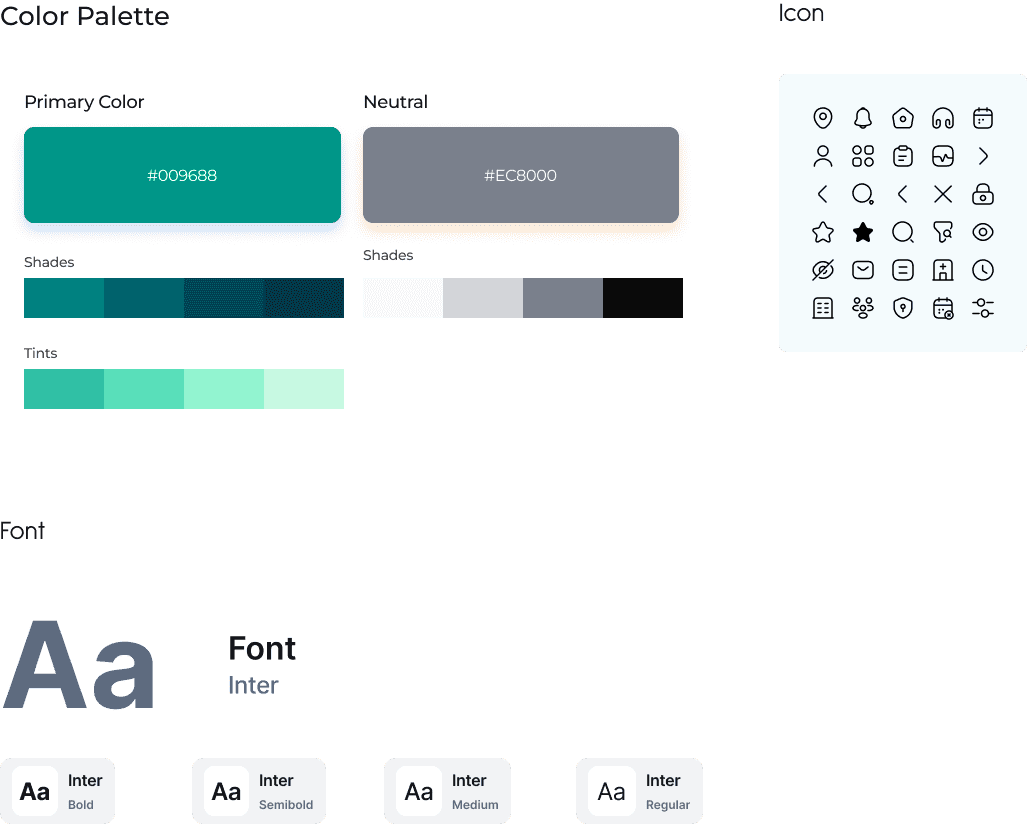 Color Palette
Icon
Primary Color
Neutral
#009688
#EC8000
Shades
Shades
Tints
Font
Aa
Font
Inter
Aa
Inter
Bold
Aa
Inter
Semibold
Aa
Inter
Medium
Aa
Inter
Regular